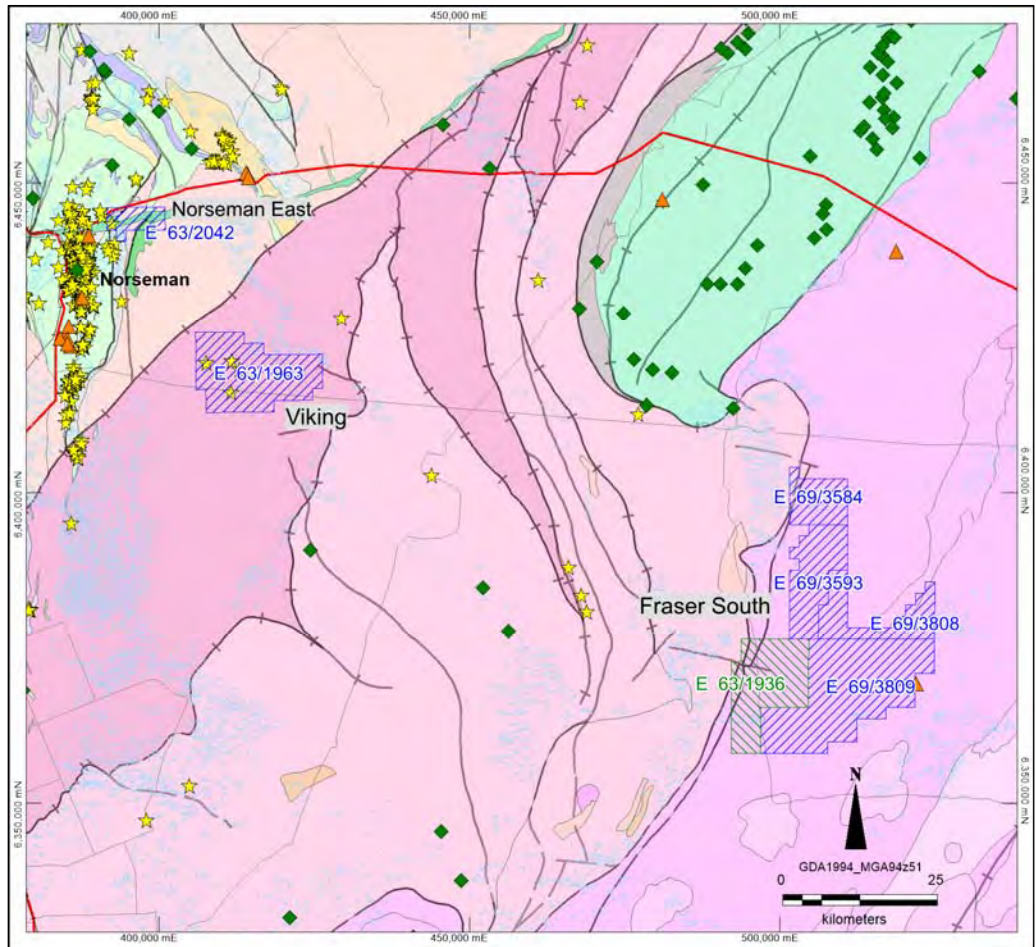 400,000 mE 450,000 mE 500,000 mE
6,450,000 mN
6,450,000 mN
Norseman East
E 63/2042
Norseman
E 63/1963
Viking
6,400,000 mN
6,400,000 mN
E 69/3584
E 69/3593
Fraser South
E 69/3808
E 63/1936
E 69/3809
6,350,000 mN
6,350,000 mN
N
GDA1994_MGA94z51
0 25
kilometers
400,000 mE 450,000 mE 500,000 mE